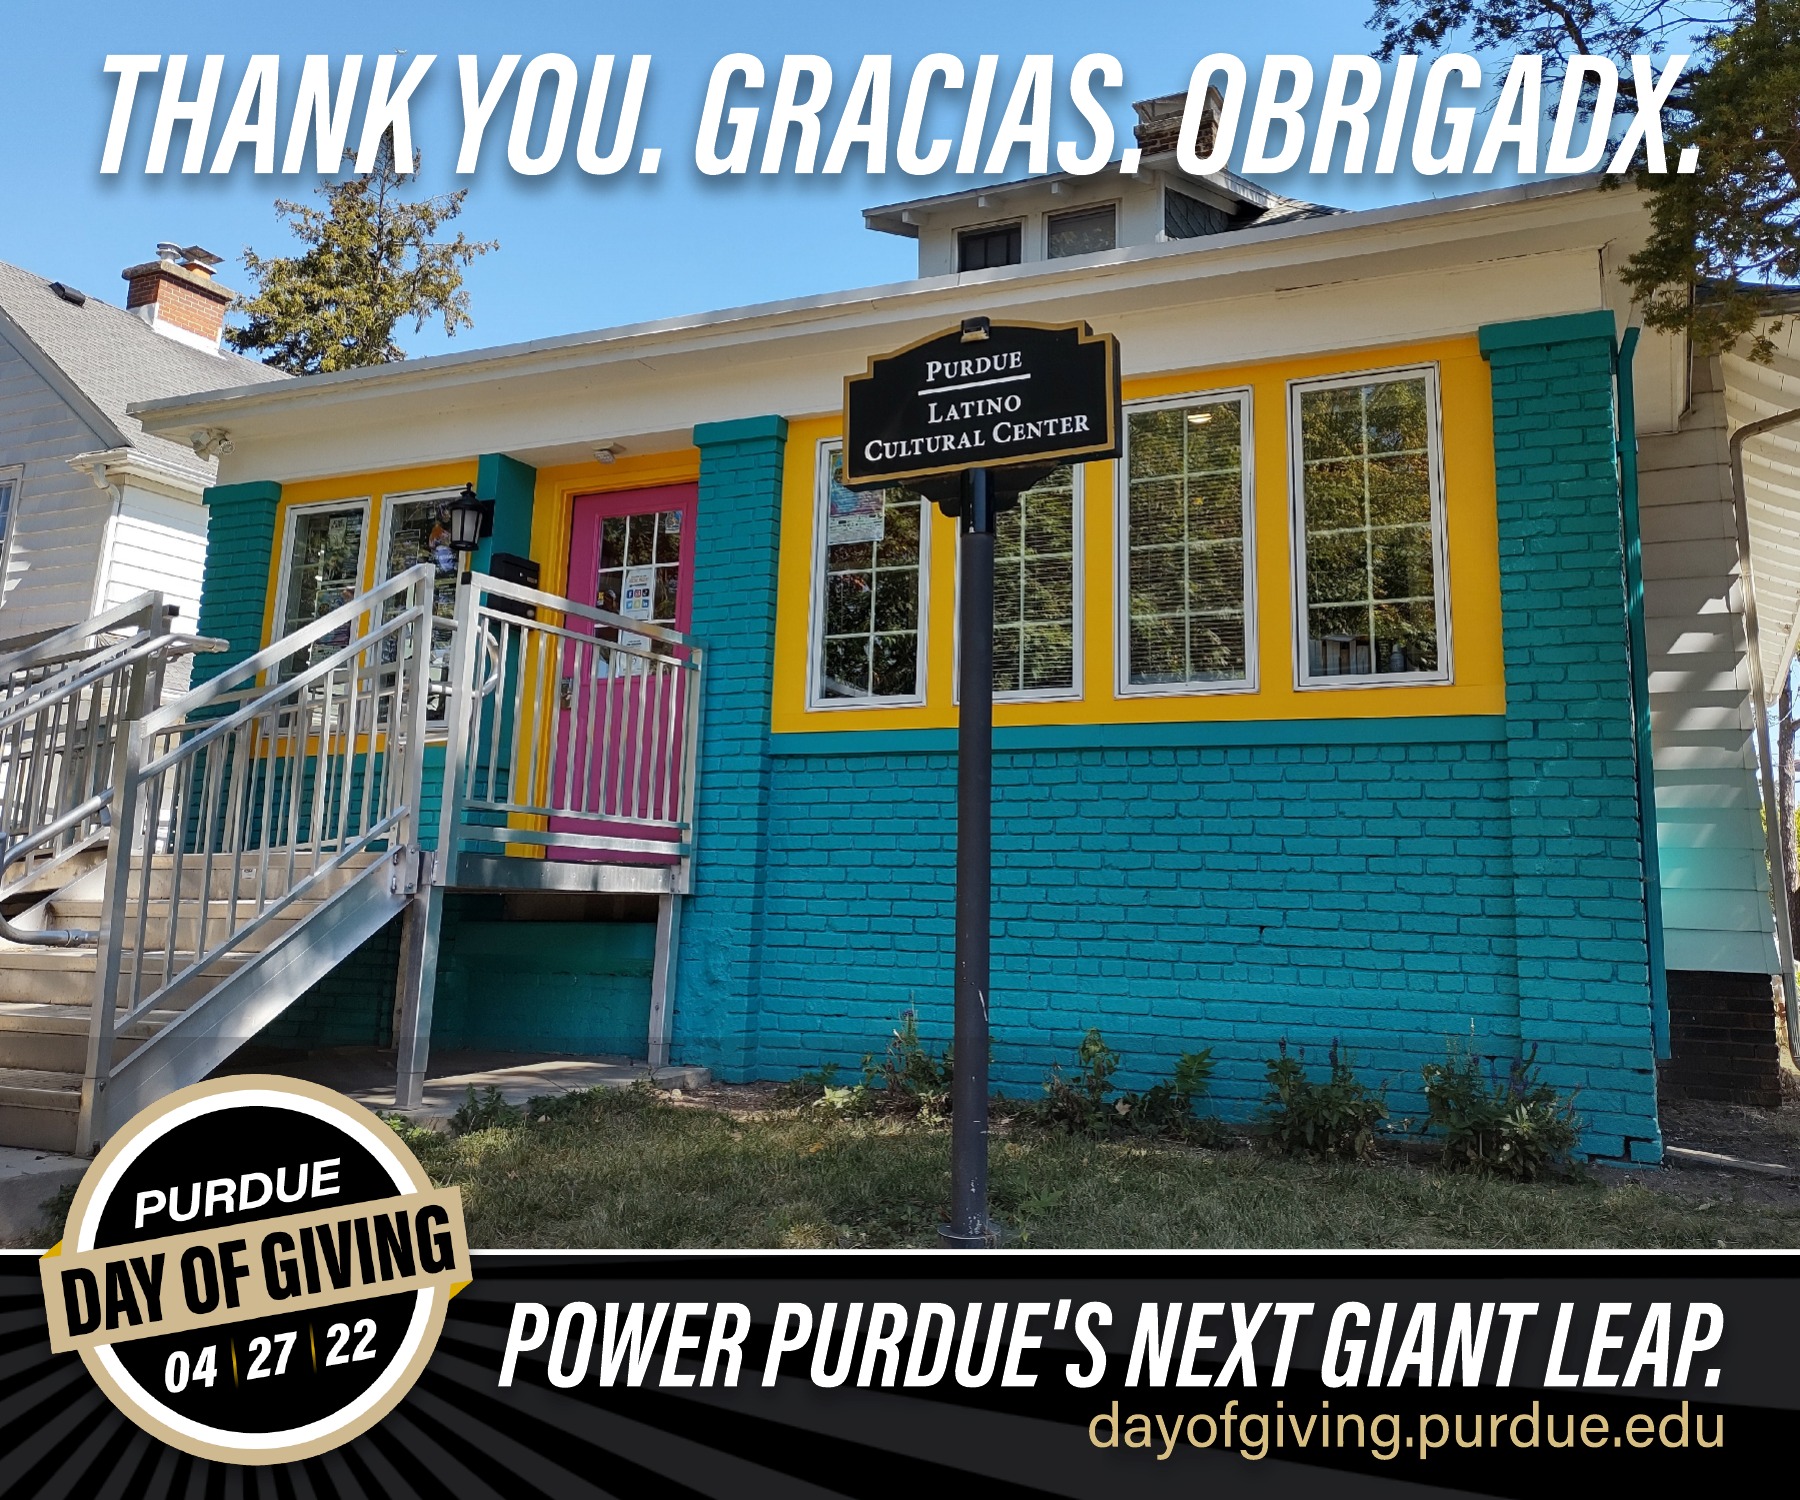 THANK YOU. GRACIAS. OBRIGADX.
PURDUE
LATINO
CULTURAL CENTER
PURDUE
DAY OF GIVING
04 | 27 | 22
POWER PURDUE'S NEXT GIANT LEAP.
dayofgiving.purdue.edu